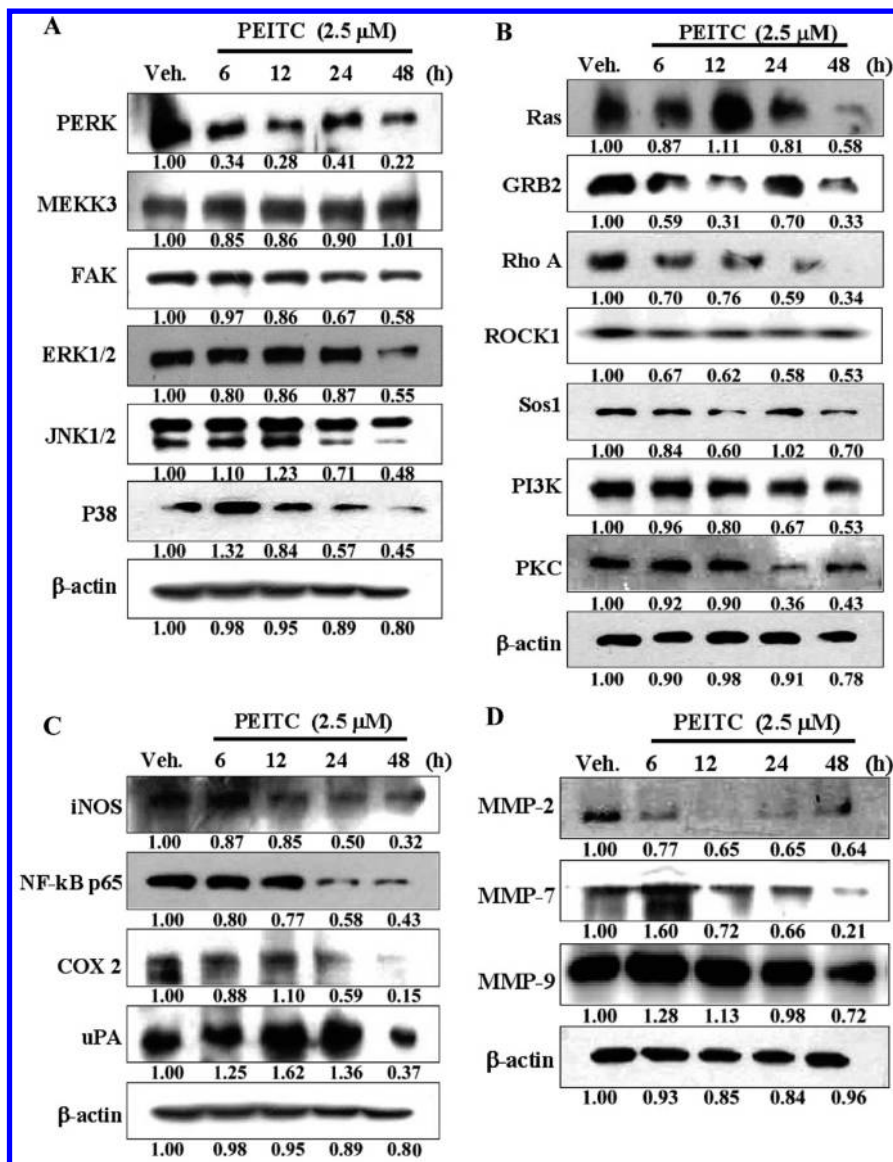 A
PEITC (2.5 μM)
Veh. 6 12 24 48 (h)
PERK
1.00 0.34 0.28 0.41 0.22
MEKK3
1.00 0.85 0.86 0.90 1.01
FAK
1.00 0.97 0.86 0.67 0.58
ERK1/2
1.00 0.80 0.86 0.87 0.55
JNK1/2
1.00 1.10 1.23 0.71 0.48
P38
1.00 1.32 0.84 0.57 0.45
β-actin
1.00 0.98 0.95 0.89 0.80
B
PEITC (2.5 μM)
Veh. 6 12 24 48 (h)
Ras
1.00 0.87 1.11 0.81 0.58
GRB2
1.00 0.59 0.31 0.70 0.33
Rho A
1.00 0.70 0.76 0.59 0.34
ROCK1
1.00 0.67 0.62 0.58 0.53
Sos1
1.00 0.84 0.60 1.02 0.70
PI3K
1.00 0.96 0.80 0.67 0.53
PKC
1.00 0.92 0.90 0.36 0.43
β-actin
1.00 0.90 0.98 0.91 0.78
C
PEITC (2.5 μM)
Veh. 6 12 24 48 (h)
iNOS
1.00 0.87 0.85 0.50 0.32
NF-kB p65
1.00 0.80 0.77 0.58 0.43
COX 2
1.00 0.88 1.10 0.59 0.15
uPA
1.00 1.25 1.62 1.36 0.37
β-actin
1.00 0.98 0.95 0.89 0.80
D
PEITC (2.5 μM)
Veh. 6 12 24 48 (h)
MMP-2
1.00 0.77 0.65 0.65 0.64
MMP-7
1.00 1.60 0.72 0.66 0.21
MMP-9
1.00 1.28 1.13 0.98 0.72
β-actin
1.00 0.93 0.85 0.84 0.96